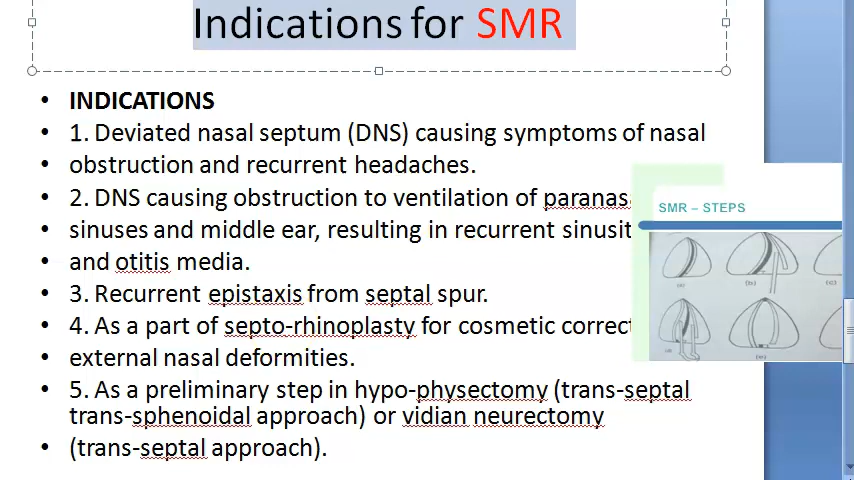 Indications for SMR
• INDICATIONS
• 1. Deviated nasal septum (DNS) causing symptoms of nasal
• obstruction and recurrent headaches.
• 2. DNS causing obstruction to ventilation of paranas
• sinuses and middle ear, resulting in recurrent sinusit
• and otitis media.
• 3. Recurrent epistaxis from septal spur.
• 4. As a part of septo-rhinoplasty for cosmetic correct
• external nasal deformities.
• 5. As a preliminary step in hypo-physectomy (trans-septal
trans-sphenoidal approach) or vidian neurectomy
• (trans-septal approach).
SMR – STEPS